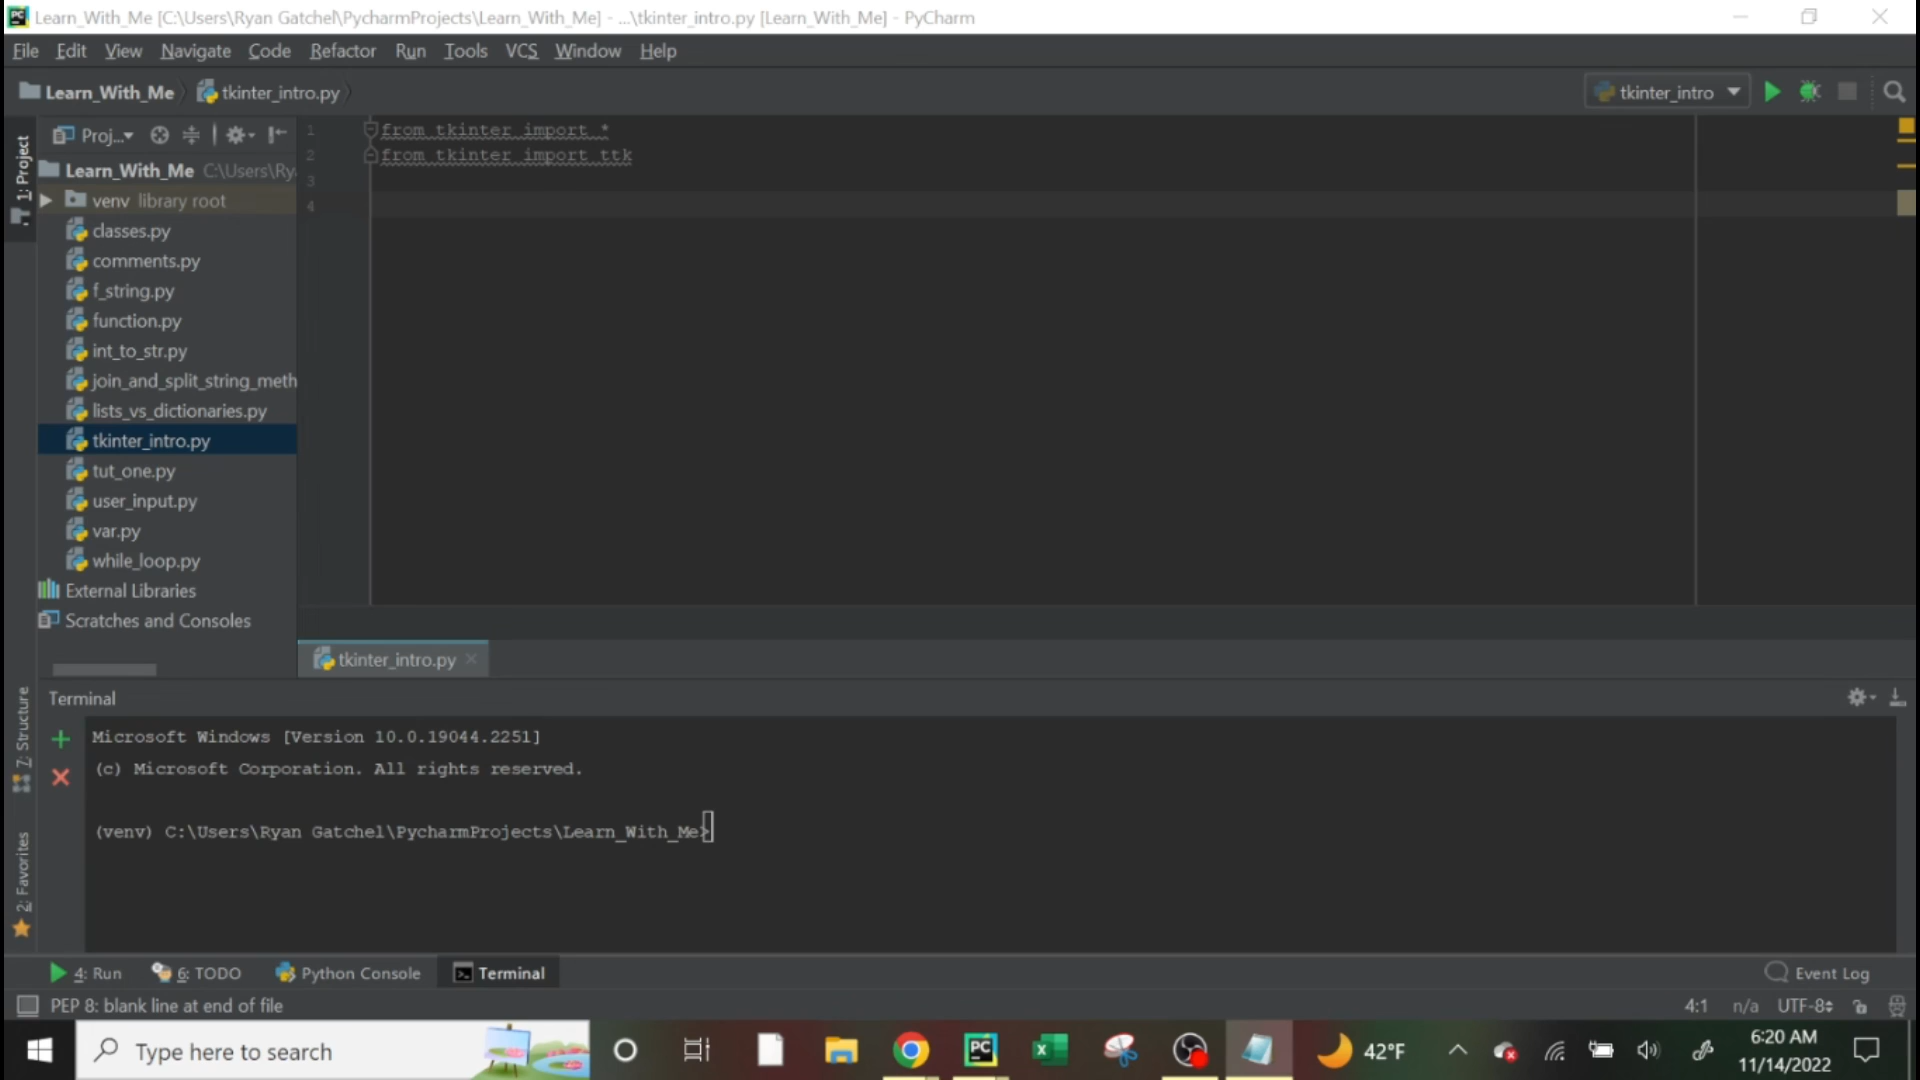 Learn_With_Me [C:\Users\Ryan Gatchel\PycharmProjects\Learn_With_Me] - ...\tkinter_intro.py [Learn_With_Me] - PyCharm
File Edit View Navigate Code Refactor Run Tools VCS Window Help
Learn_With_Me tkinter_intro.py
tkinter_intro
1: Project
Proj...
Learn_With_Me C:\Users\Ry
venv library root
classes.py
comments.py
f_string.py
function.py
int_to_str.py
join_and_split_string_meth
lists_vs_dictionaries.py
tkinter_intro.py
tut_one.py
user_input.py
var.py
while_loop.py
External Libraries
Scratches and Consoles
1 from tkinter import *
2 from tkinter import ttk
3
4
tkinter_intro.py
Terminal
Microsoft Windows [Version 10.0.19044.2251]
(c) Microsoft Corporation. All rights reserved.
(venv) C:\Users\Ryan Gatchel\PycharmProjects\Learn_With_Me>
7: Structure
2: Favorites
4: Run 6: TODO Python Console Terminal
Event Log
PEP 8: blank line at end of file
4:1 n/a UTF-8
Type here to search
PC
42°F
6:20 AM
11/14/2022